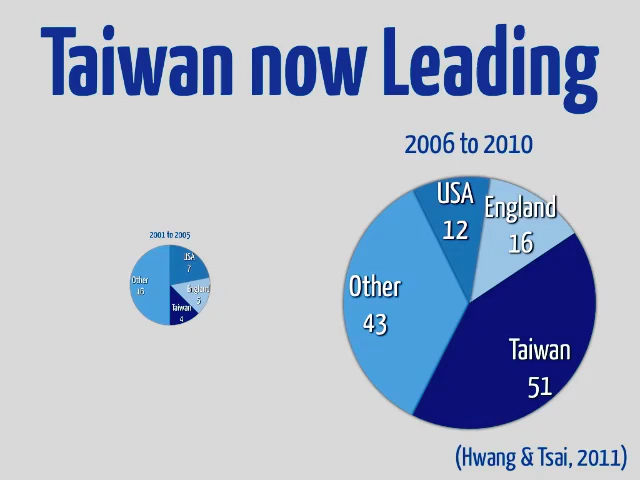 Taiwan now Leading
2001 to 2005
USA
7
England
5
Taiwan
4
Other
2006 to 2010
USA
12
England
16
Taiwan
51
Other
43
(Hwang & Tsai, 2011)